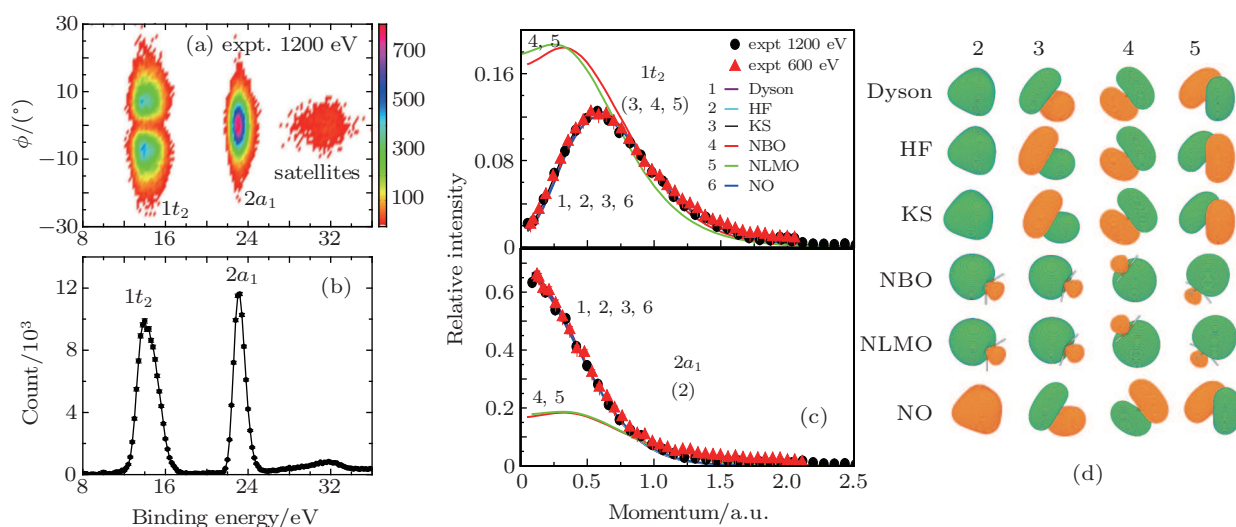 30
20
10
0
−10
−30
ϕ/(°)
(a) expt. 1200 eV
1t₂
2a₁
satellites
700
500
400
300
100
12
8
4
0
Count /10³
1t₂
2a₁
(b)
8
16
24
32
Binding energy/eV
0.16
0.08
0
4, 5
1t₂
(3, 4, 5)
1, 2, 3, 6
expt 1200 eV
expt 600 eV
1 Dyson
2 HF
3 KS
4 NBO
5 NLMO
6 NO
Relative intensity
0.6
0.4
0.2
0
1, 2, 3, 6
4, 5
2a₁
(2)
(c)
0
0.5
1.0
1.5
2.0
2.5
Momentum/a.u.
2 3 4 5
Dyson
HF
KS
NBO
NLMO
NO
(d)